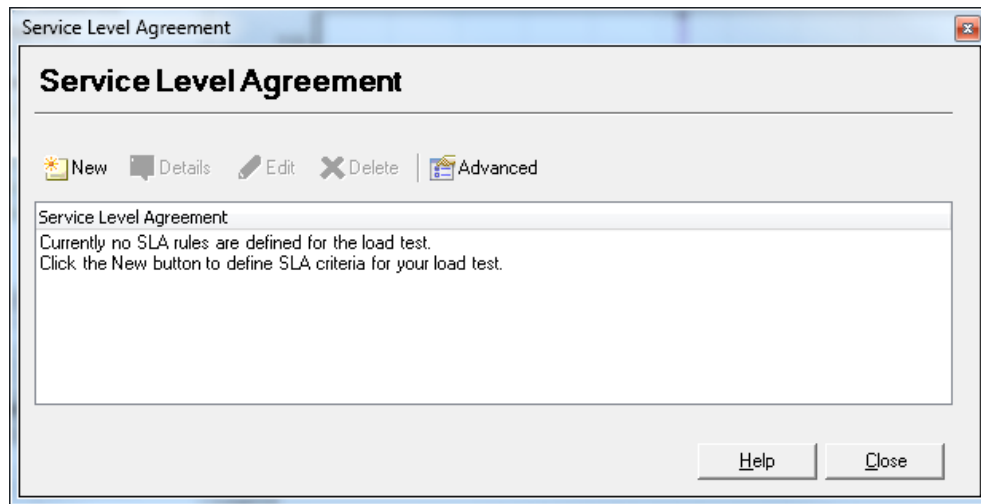 Service Level Agreement
Service Level Agreement
New Details Edit Delete Advanced
Service Level Agreement
Currently no SLA rules are defined for the load test.
Click the New button to define SLA criteria for your load test.
Help Close